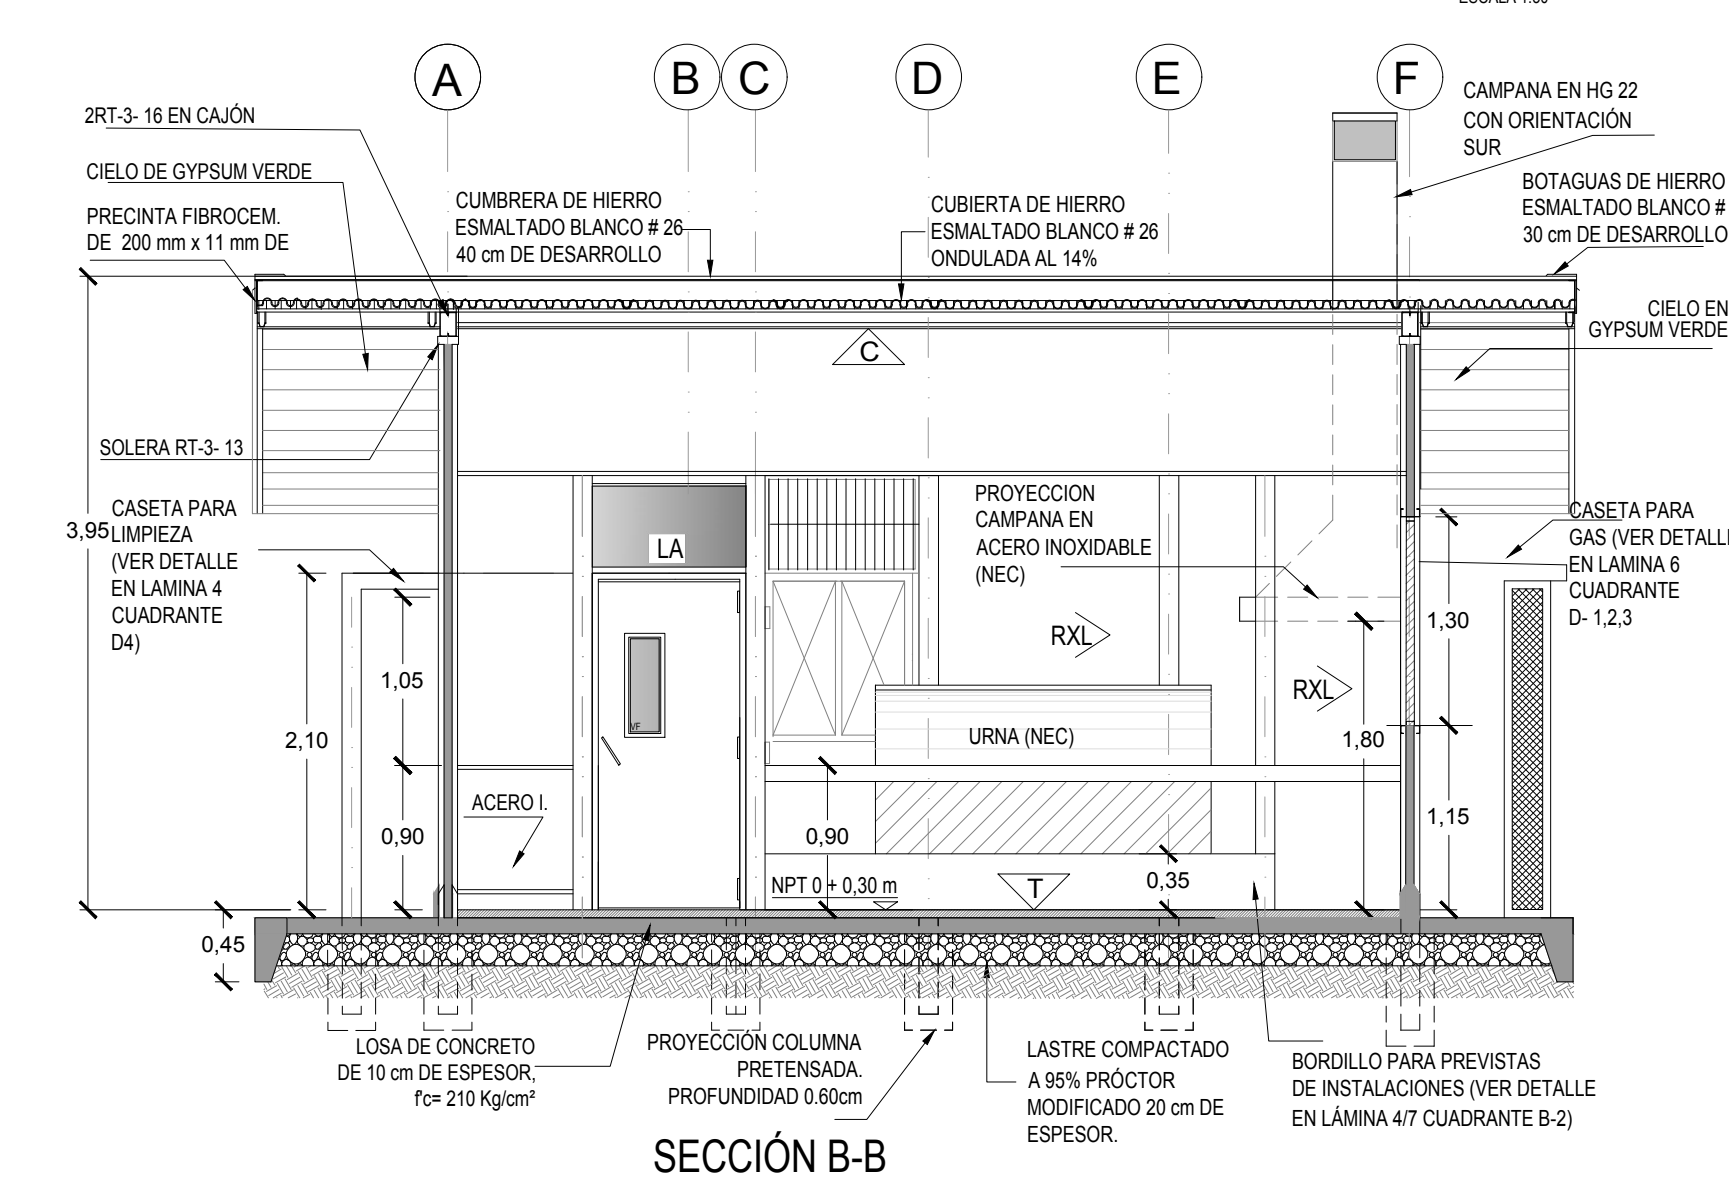 A
B
C
D
E
F
2RT-3- 16 EN CAJÓN
CIELO DE GYPSUM VERDE
PRECINTA FIBROCEM.
DE 200 mm x 11 mm DE
CUMBRERA DE HIERRO
ESMALTADO BLANCO # 26
40 cm DE DESARROLLO
CUBIERTA DE HIERRO
ESMALTADO BLANCO # 26
ONDULADA AL 14%
CAMPANA EN HG 22
CON ORIENTACIÓN
SUR
BOTAGUAS DE HIERRO
ESMALTADO BLANCO #
30 cm DE DESARROLLO
CIELO EN
GYPSUM VERDE
C
SOLERA RT-3- 13
3,95
CASETA PARA
LIMPIEZA
(VER DETALLE
EN LAMINA 4
CUADRANTE
D4)
LA
PROYECCION
CAMPANA EN
ACERO INOXIDABLE
(NEC)
CASETA PARA
GAS (VER DETALLE
EN LAMINA 6
CUADRANTE
D- 1,2,3
RXL
RXL
1,30
1,05
2,10
VF
URNA (NEC)
1,80
ACERO I.
0,90
0,90
1,15
NPT 0 + 0,30 m
T
0,35
0,45
LOSA DE CONCRETO
DE 10 cm DE ESPESOR,
f'c= 210 Kg/cm²
PROYECCIÓN COLUMNA
PRETENSADA.
PROFUNDIDAD 0.60cm
LASTRE COMPACTADO
A 95% PRÓCTOR
MODIFICADO 20 cm DE
ESPESOR.
BORDILLO PARA PREVISTAS
DE INSTALACIONES (VER DETALLE
EN LÁMINA 4/7 CUADRANTE B-2)
SECCIÓN B-B